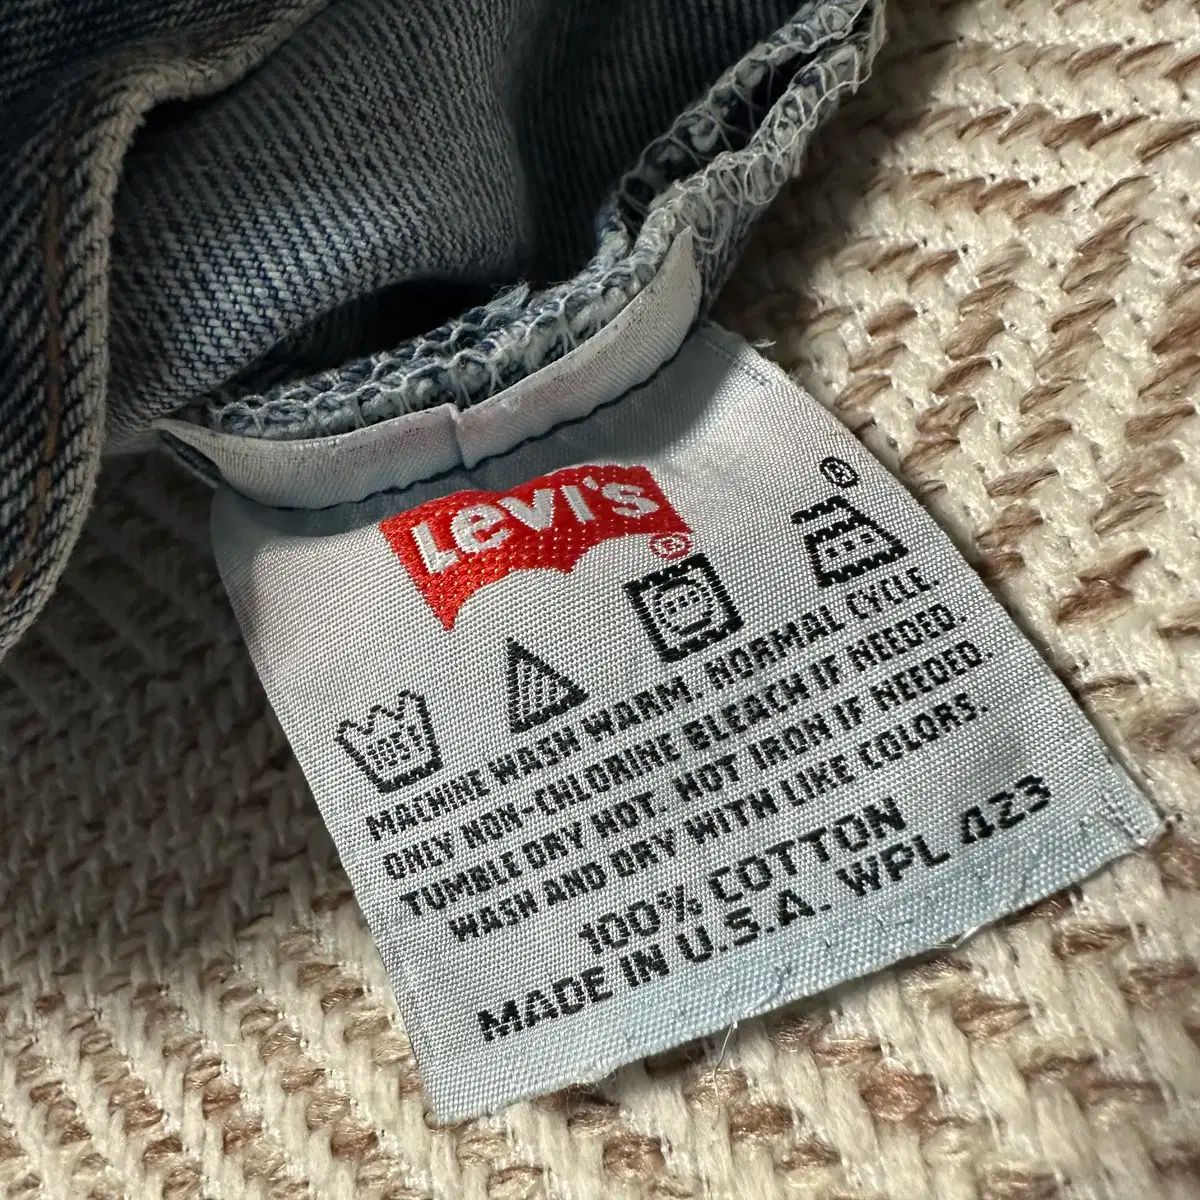 Levi's®
®
105F
MACHINE WASH WARM. NORMAL CYCLE.
ONLY NON-CHLORINE BLEACH IF NEEDED.
TUMBLE DRY HOT. HOT IRON IF NEEDED.
WASH AND DRY WITH LIKE COLORS.
100% COTTON
MADE IN U.S.A. WPL 423